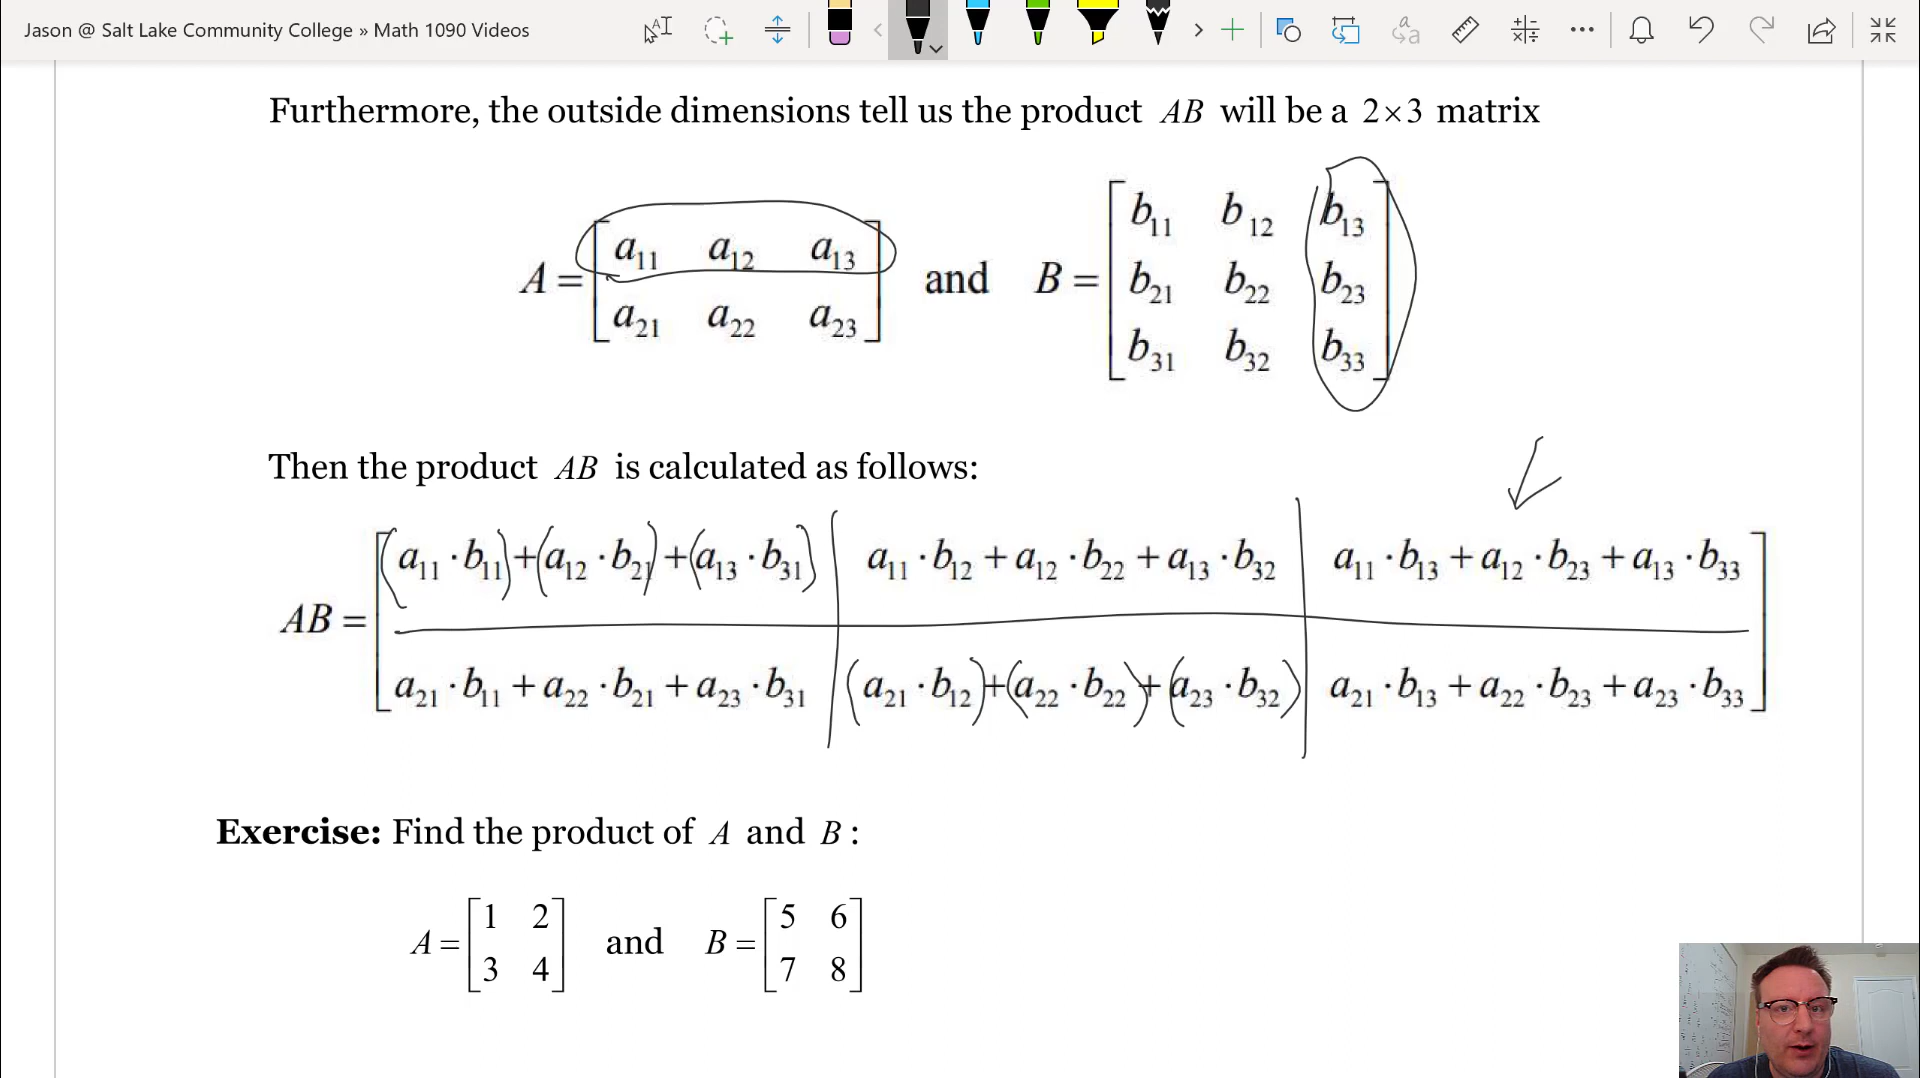 Jason @ Salt Lake Community College » Math 1090 Videos
Furthermore, the outside dimensions tell us the product AB will be a 2×3 matrix
A = [a₁₁ a₁₂ a₁₃; a₂₁ a₂₂ a₂₃] and B = [b₁₁ b₁₂ b₁₃; b₂₁ b₂₂ b₂₃; b₃₁ b₃₂ b₃₃]
Then the product AB is calculated as follows:
AB = [(a₁₁·b₁₁)+(a₁₂·b₂₁)+(a₁₃·b₃₁) a₁₁·b₁₂+a₁₂·b₂₂+a₁₃·b₃₂ a₁₁·b₁₃+a₁₂·b₂₃+a₁₃·b₃₃;
a₂₁·b₁₁+a₂₂·b₂₁+a₂₃·b₃₁ (a₂₁·b₁₂)+(a₂₂·b₂₂)+(a₂₃·b₃₂) a₂₁·b₁₃+a₂₂·b₂₃+a₂₃·b₃₃]
Exercise: Find the product of A and B:
A = [1 2; 3 4] and B = [5 6; 7 8]